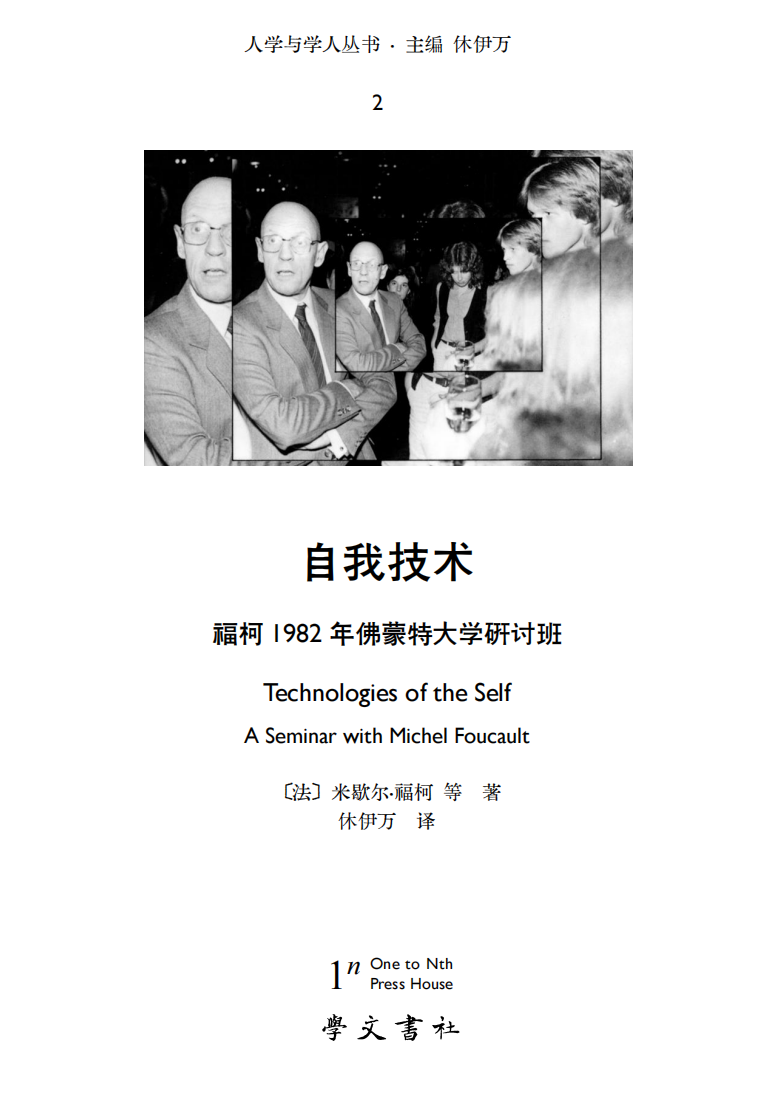 人学与学人丛书 · 主编 休伊万
2
自我技术
福柯 1982 年佛蒙特大学研讨班
Technologies of the Self
A Seminar with Michel Foucault
〔法〕米歇尔·福柯 等 著
休伊万 译
1n One to Nth
Press House
學文書社